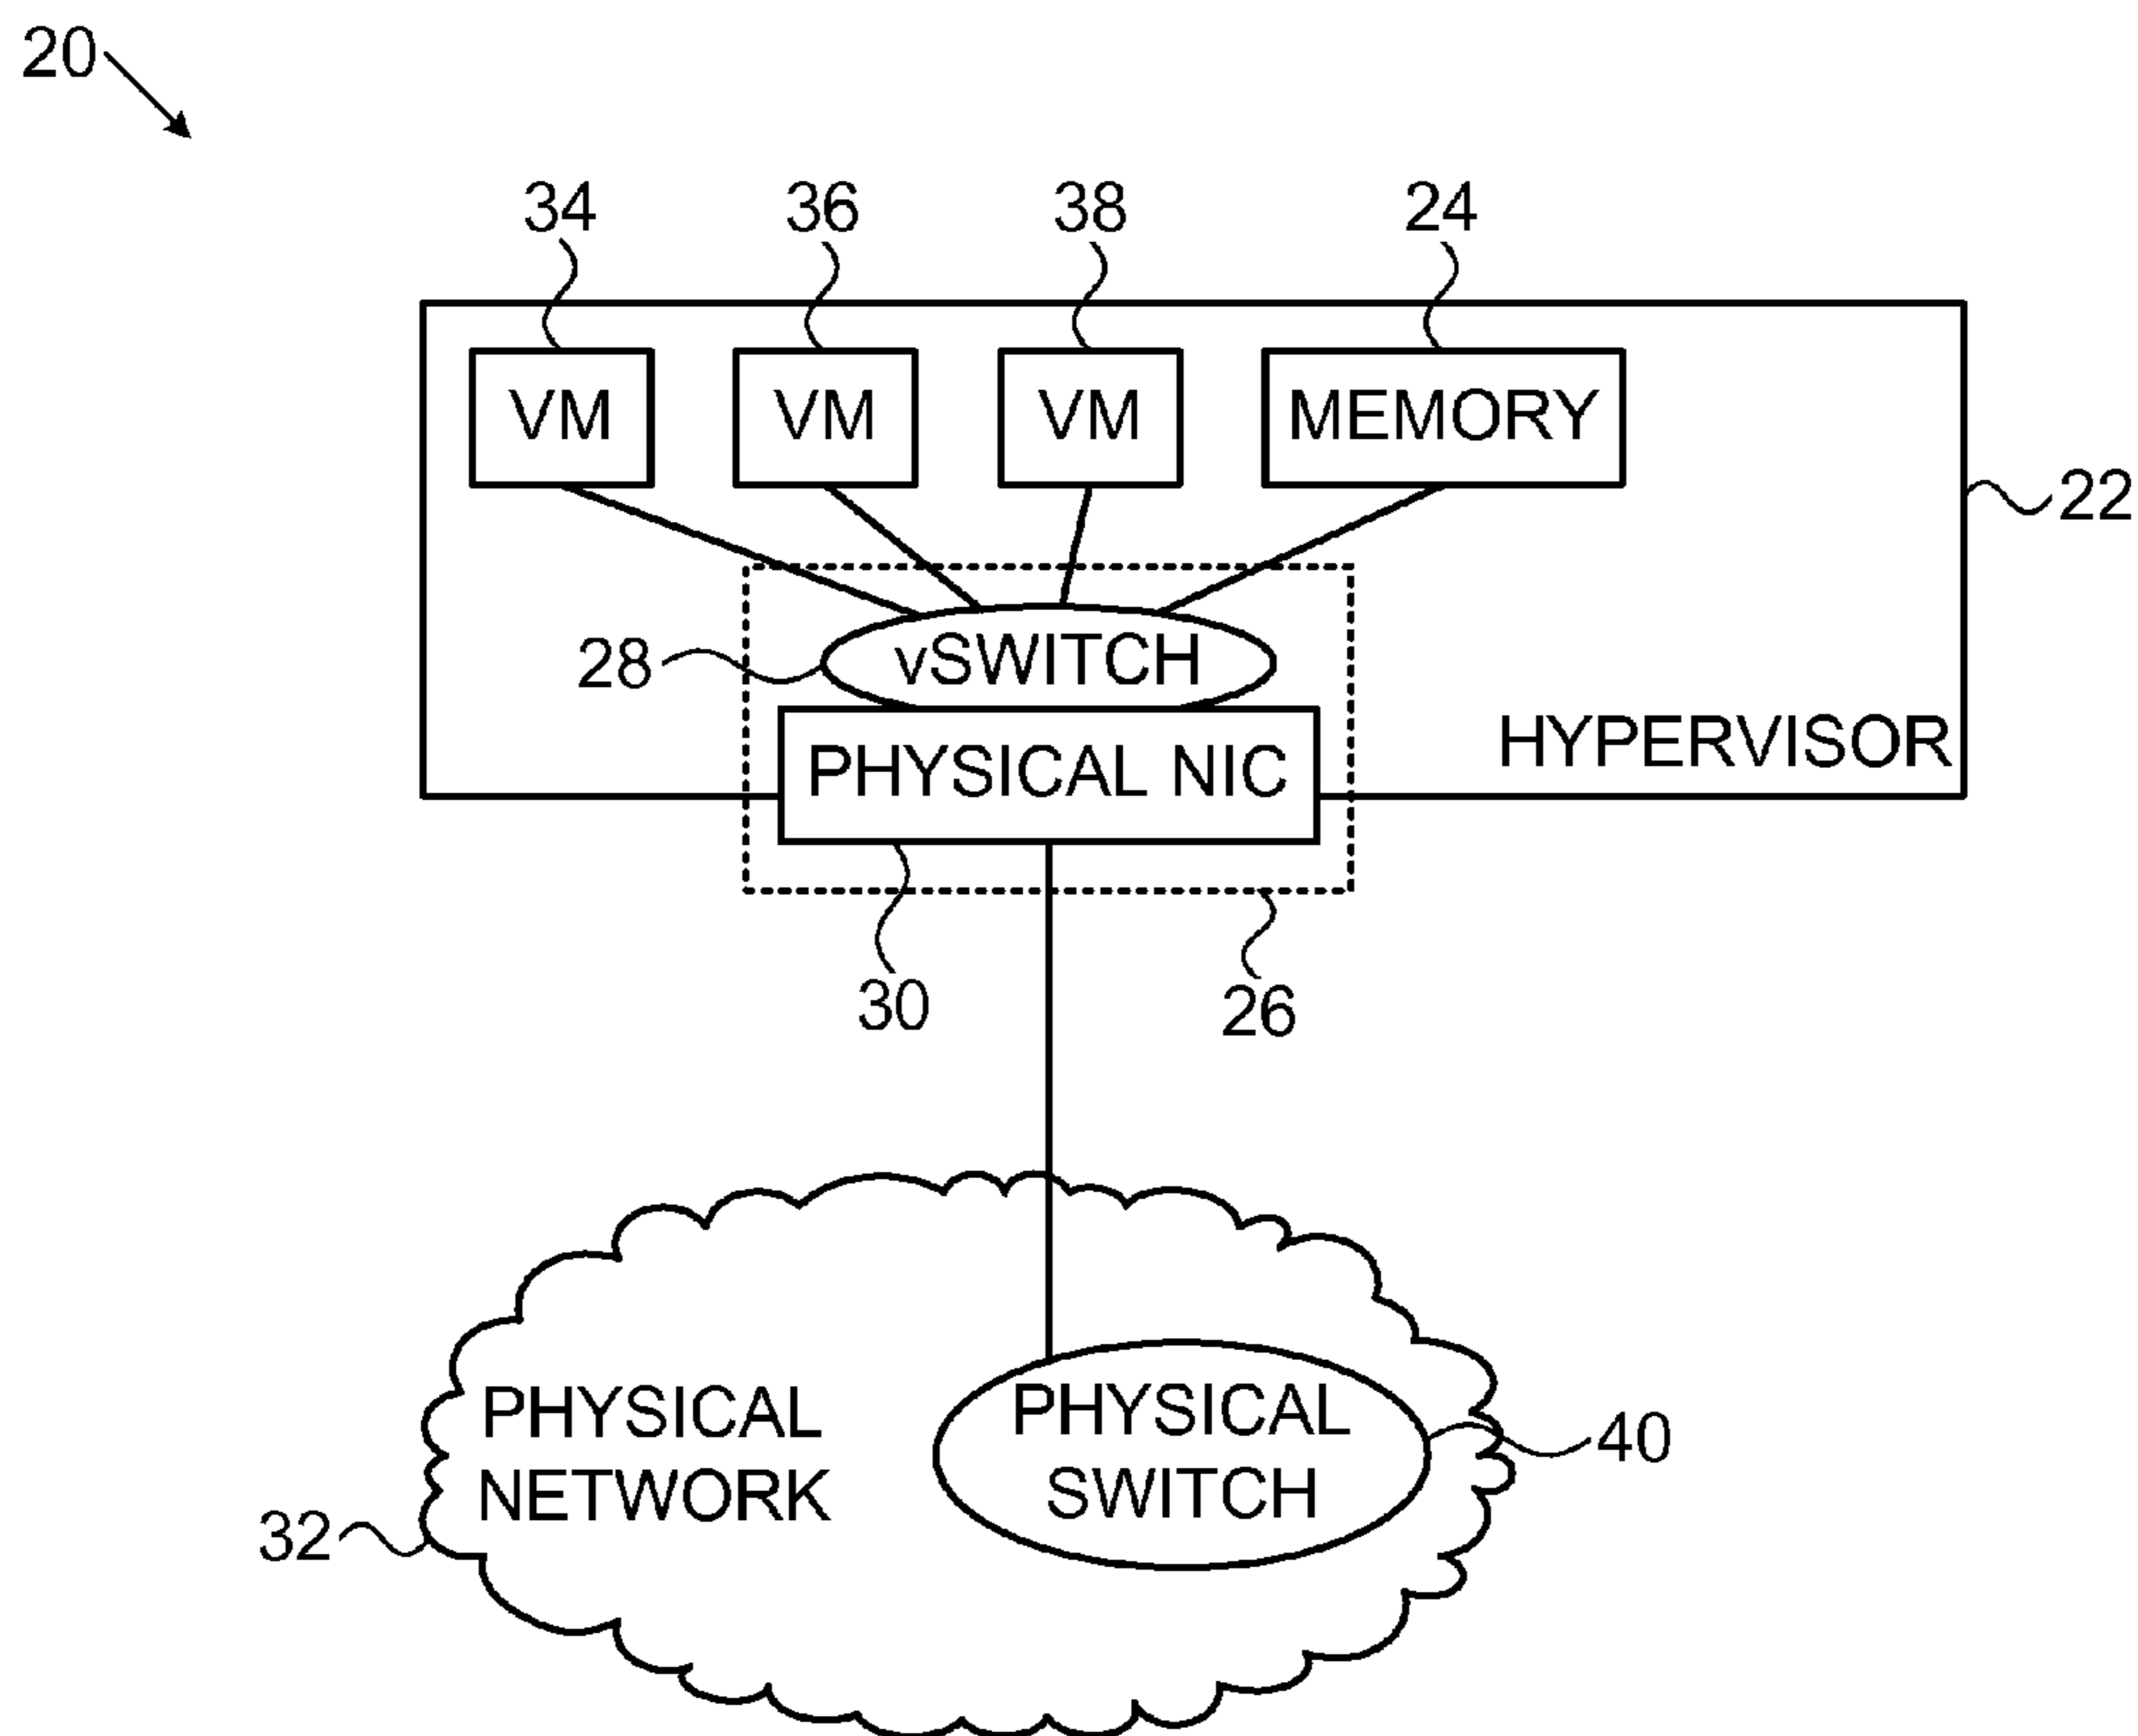 20
34 36 38 24
VM VM VM MEMORY
22
28 vSWITCH
PHYSICAL NIC
HYPERVISOR
30 26
PHYSICAL
NETWORK
PHYSICAL
SWITCH
40
32